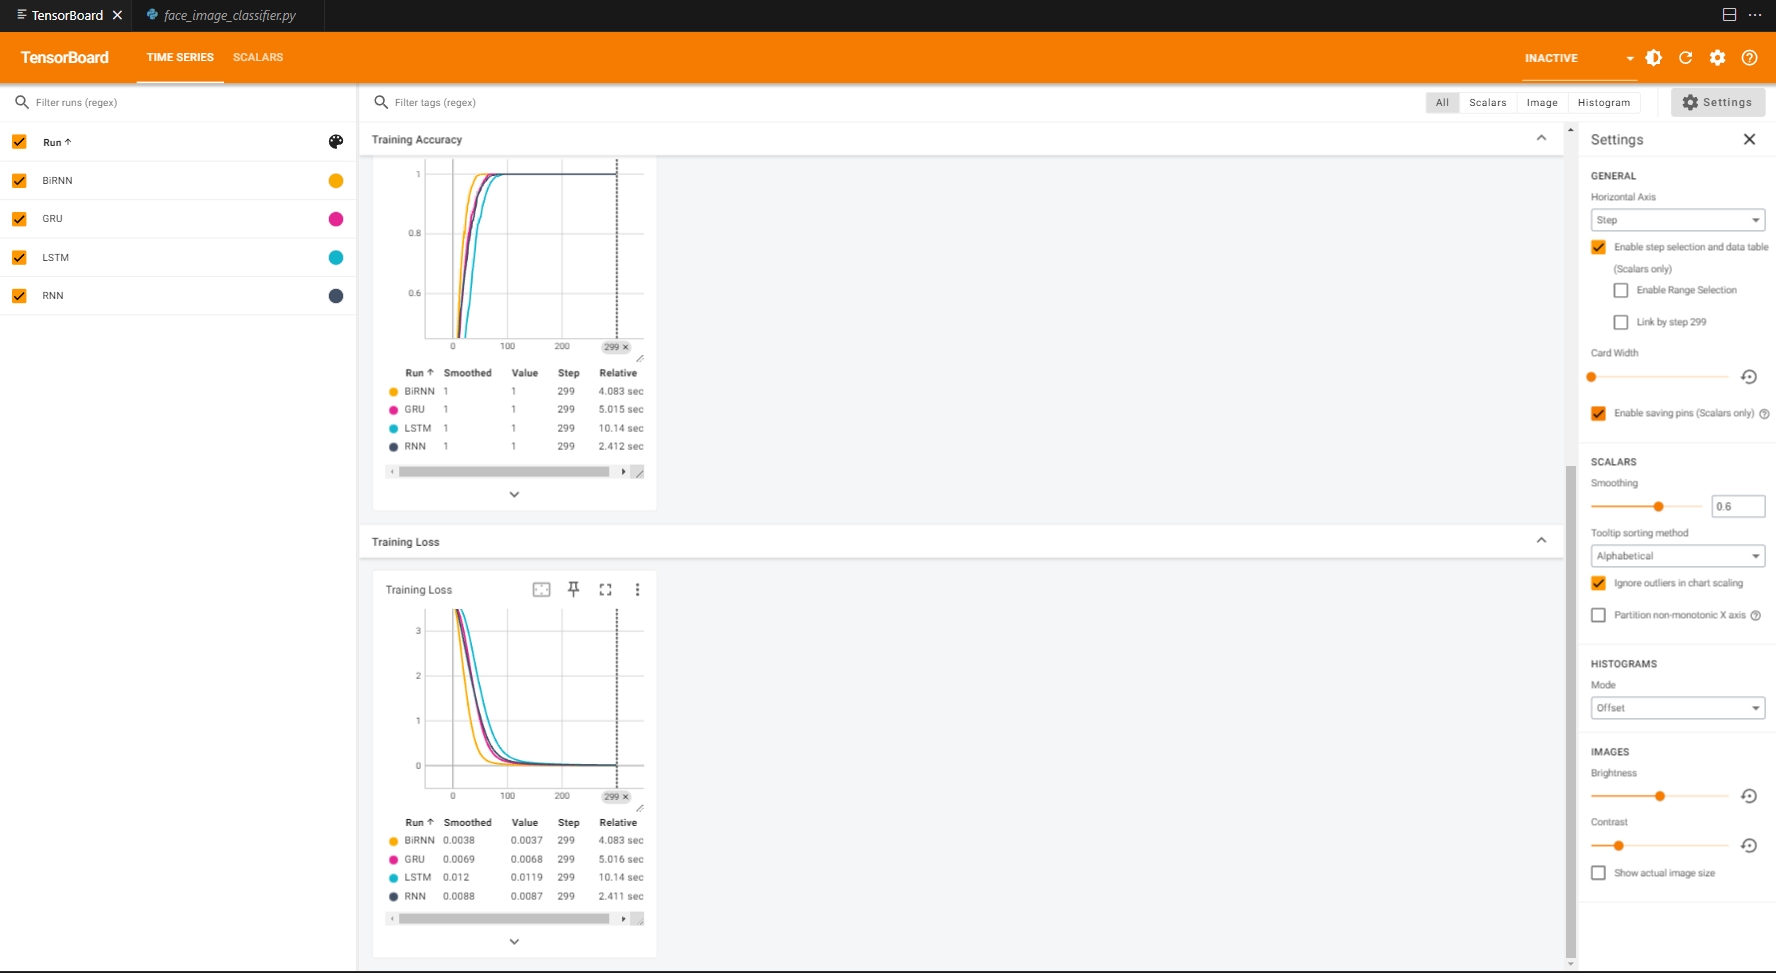 TensorBoard
face_image_classifier.py
TensorBoard
TIME SERIES
SCALARS
INACTIVE
Filter runs (regex)
Filter tags (regex)
All
Scalars
Image
Histogram
Settings
Run
BiRNN
GRU
LSTM
RNN
Training Accuracy
1
0.8
0.6
0
100
200
299
Run Smoothed Value Step Relative
BiRNN 1 1 299 4.083 sec
GRU 1 1 299 5.015 sec
LSTM 1 1 299 10.14 sec
RNN 1 1 299 2.412 sec
Training Loss
Training Loss
3
2
1
0
0
100
200
299
Run Smoothed Value Step Relative
BiRNN 0.0038 0.0037 299 4.083 sec
GRU 0.0069 0.0068 299 5.016 sec
LSTM 0.012 0.0119 299 10.14 sec
RNN 0.0088 0.0087 299 2.411 sec
Settings
GENERAL
Horizontal Axis
Step
Enable step selection and data table
(Scalars only)
Enable Range Selection
Link by step 299
Card Width
Enable saving pins (Scalars only)
SCALARS
Smoothing
0.6
Tooltip sorting method
Alphabetical
Ignore outliers in chart scaling
Partition non-monotonic X axis
HISTOGRAMS
Mode
Offset
IMAGES
Brightness
Contrast
Show actual image size